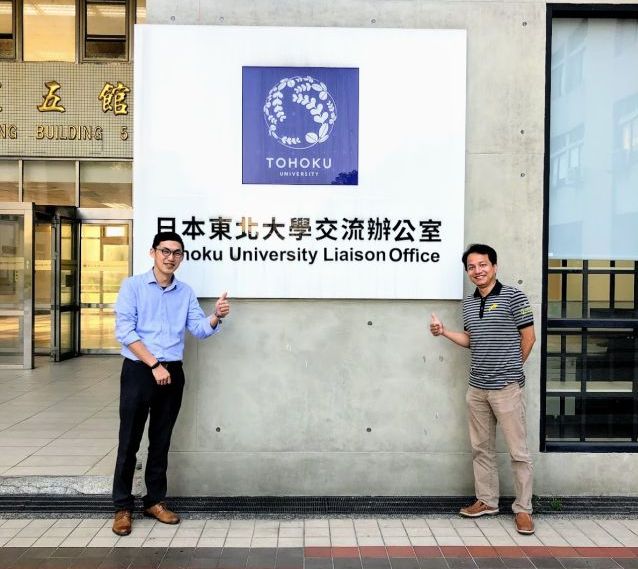 五館
NG BUILDING 5
TOHOKU
UNIVERSITY
日本東北大學交流辦公室
hoku University Liaison Office